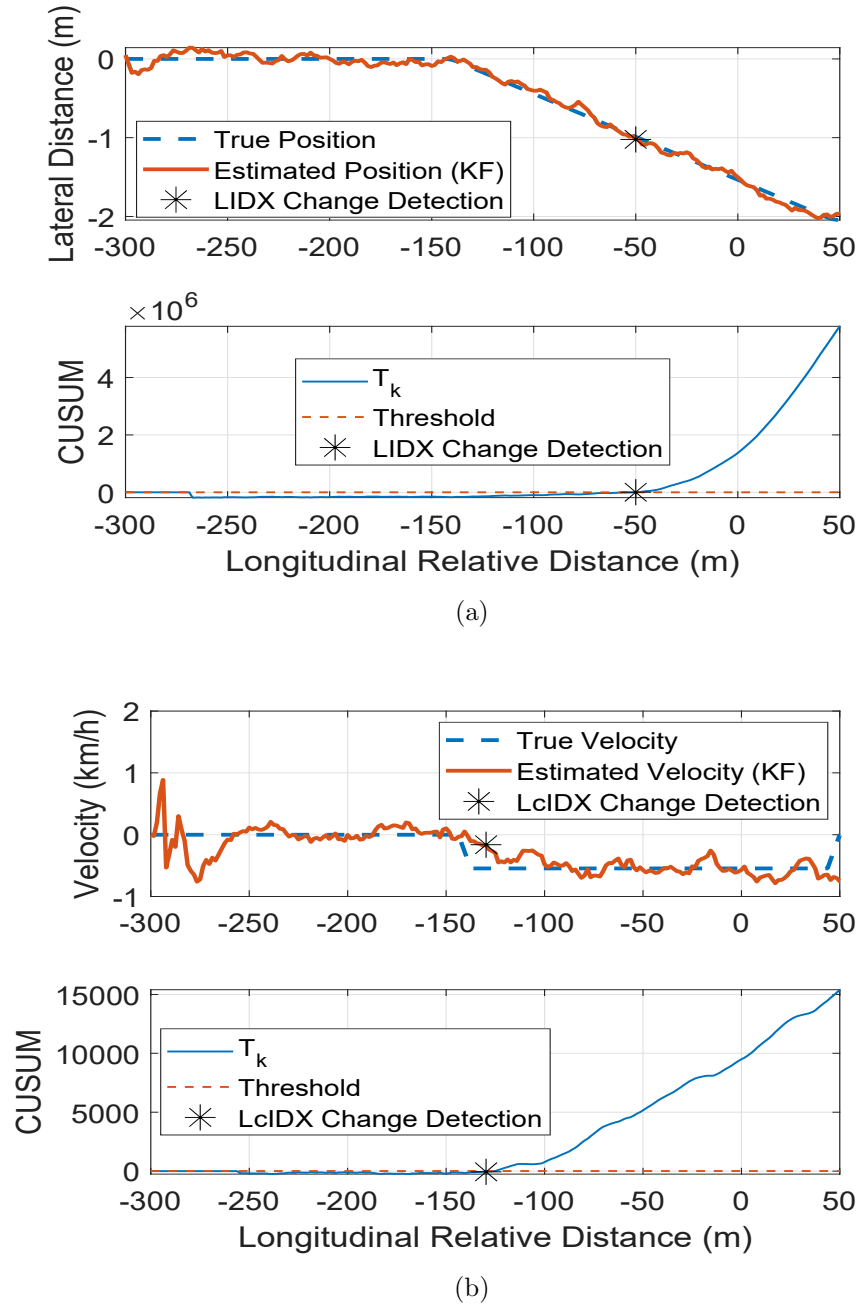 Lateral Distance (m)
0
-1
-2
True Position
Estimated Position (KF)
LIDX Change Detection
-300 -250 -200 -150 -100 -50 0 50
× 10^6
CUSUM
4
2
0
T_k
Threshold
LIDX Change Detection
-300 -250 -200 -150 -100 -50 0 50
Longitudinal Relative Distance (m)
(a)
Velocity (km/h)
2
1
0
-1
True Velocity
Estimated Velocity (KF)
LcIDX Change Detection
-300 -250 -200 -150 -100 -50 0 50
CUSUM
15000
10000
5000
0
T_k
Threshold
LcIDX Change Detection
-300 -250 -200 -150 -100 -50 0 50
Longitudinal Relative Distance (m)
(b)